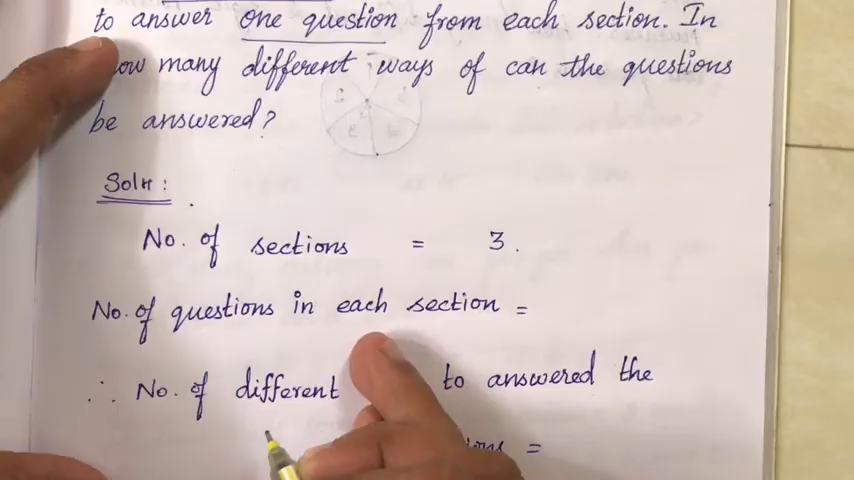 to answer one question from each section. In
how many different ways of can the questions
be answered?
Soln:
No. of sections = 3.
No. of questions in each section =
∴ No. of different to answered the
=